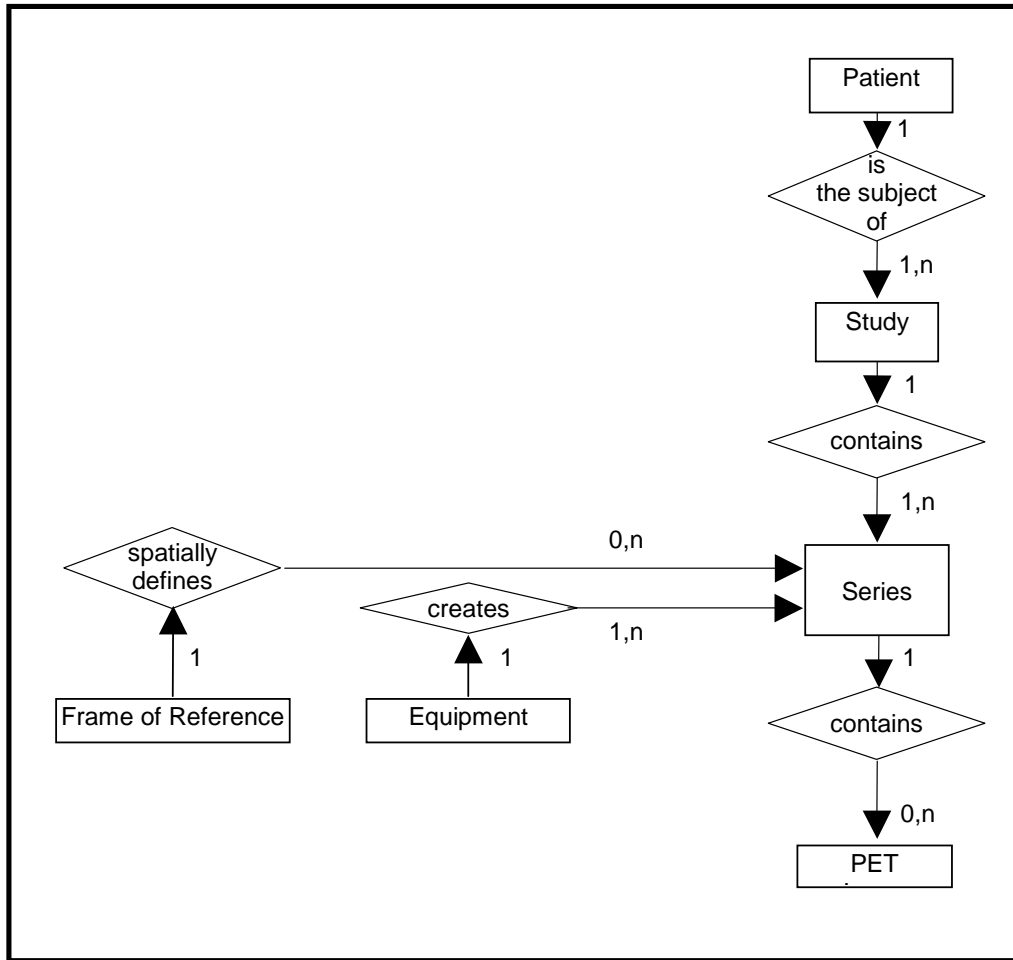 Patient
1
is
the subject
of
1,n
Study
1
contains
1,n
spatially
defines
0,n
Series
creates
1,n
1
1
1
Frame of Reference
Equipment
contains
0,n
PET